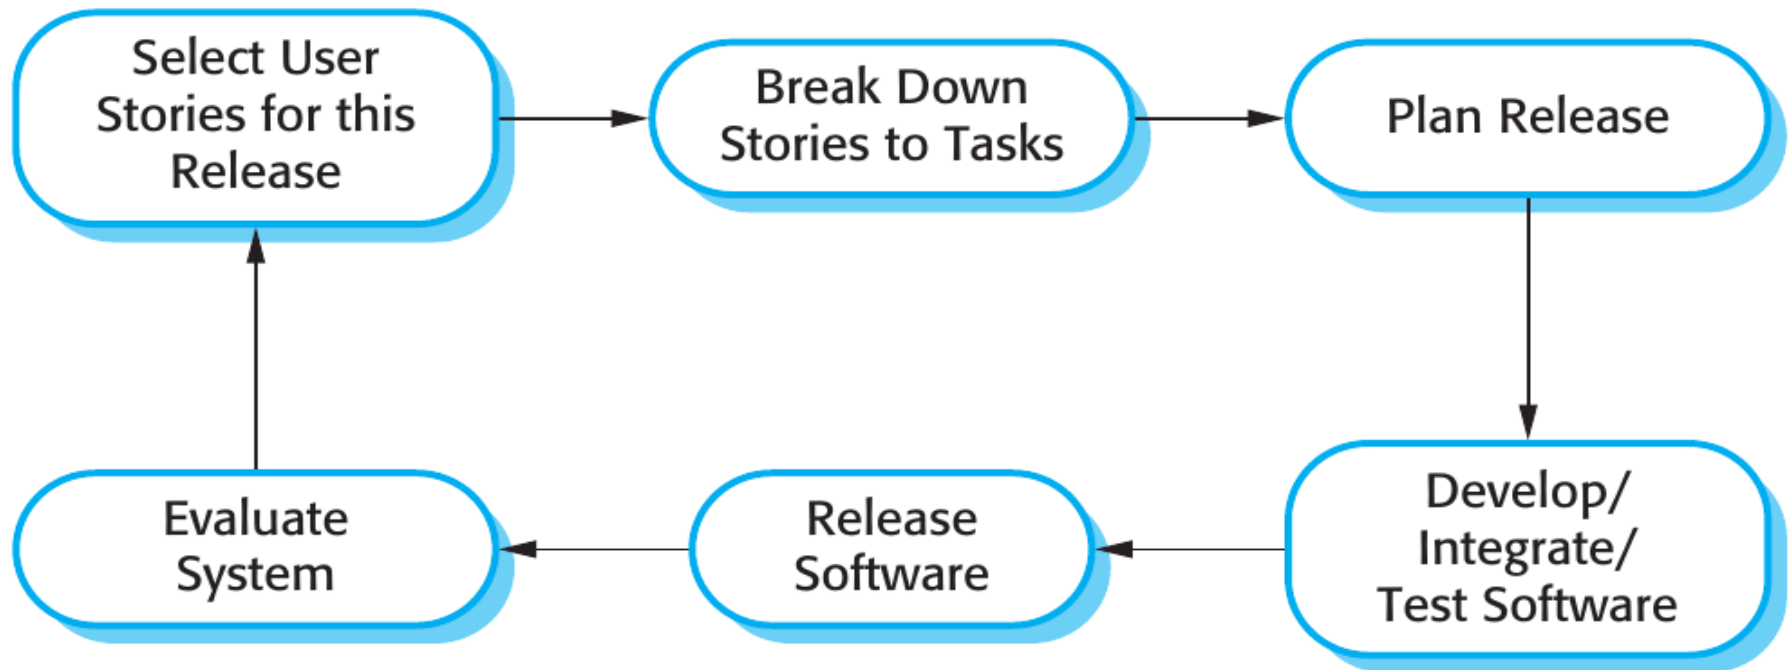 Select User
Stories for this
Release
Break Down
Stories to Tasks
Plan Release
Evaluate
System
Release
Software
Develop/
Integrate/
Test Software